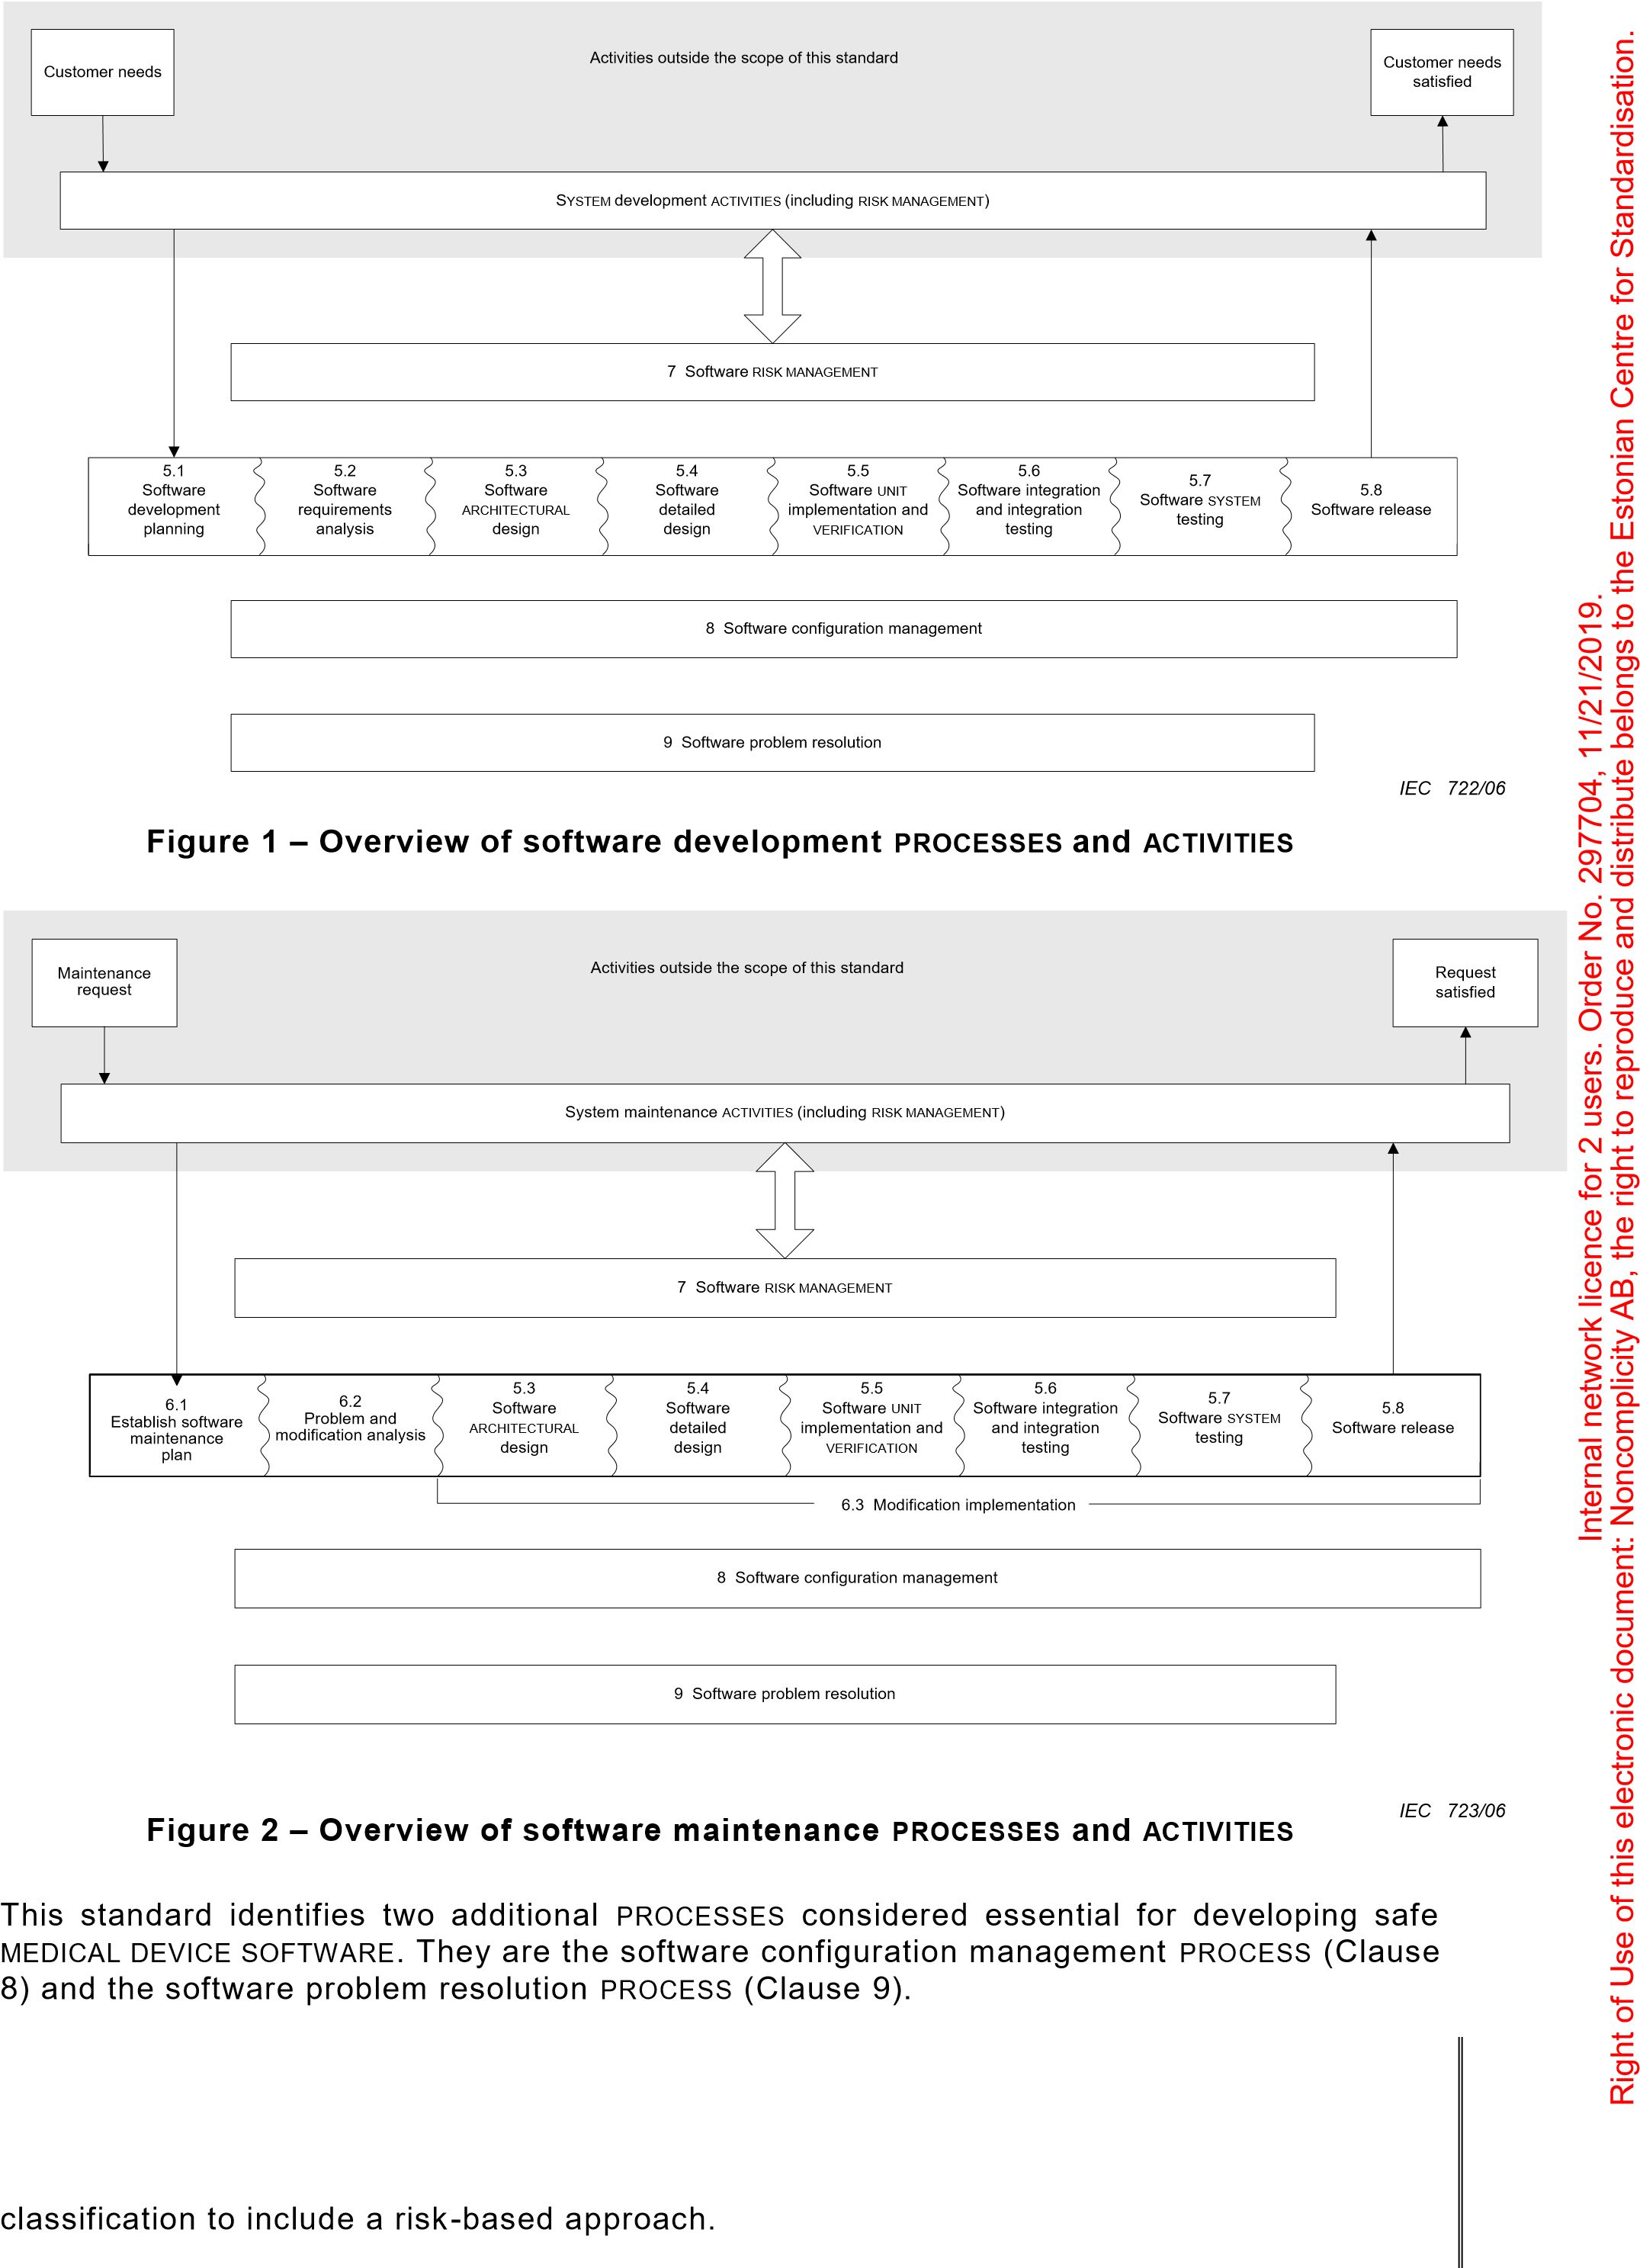 Activities outside the scope of this standard
Customer needs
Customer needs
satisfied
SYSTEM development ACTIVITIES (including RISK MANAGEMENT)
7 Software RISK MANAGEMENT
5.1
Software
development
planning
5.2
Software
requirements
analysis
5.3
Software
ARCHITECTURAL
design
5.4
Software
detailed
design
5.5
Software UNIT
implementation and
VERIFICATION
5.6
Software integration
and integration
testing
5.7
Software SYSTEM
testing
5.8
Software release
8 Software configuration management
9 Software problem resolution
IEC 722/06
Figure 1 – Overview of software development PROCESSES and ACTIVITIES
Activities outside the scope of this standard
Maintenance
request
Request
satisfied
System maintenance ACTIVITIES (including RISK MANAGEMENT)
7 Software RISK MANAGEMENT
6.1
Establish software
maintenance
plan
6.2
Problem and
modification analysis
5.3
Software
ARCHITECTURAL
design
5.4
Software
detailed
design
5.5
Software UNIT
implementation and
VERIFICATION
5.6
Software integration
and integration
testing
5.7
Software SYSTEM
testing
5.8
Software release
6.3 Modification implementation
8 Software configuration management
9 Software problem resolution
IEC 723/06
Figure 2 – Overview of software maintenance PROCESSES and ACTIVITIES
This standard identifies two additional PROCESSES considered essential for developing safe
MEDICAL DEVICE SOFTWARE. They are the software configuration management PROCESS (Clause
8) and the software problem resolution PROCESS (Clause 9).
classification to include a risk-based approach.
Internal network licence for 2 users. Order No. 297704, 11/21/2019.
Right of Use of this electronic document: Noncomplicity AB, the right to reproduce and distribute belongs to the Estonian Centre for Standardisation.